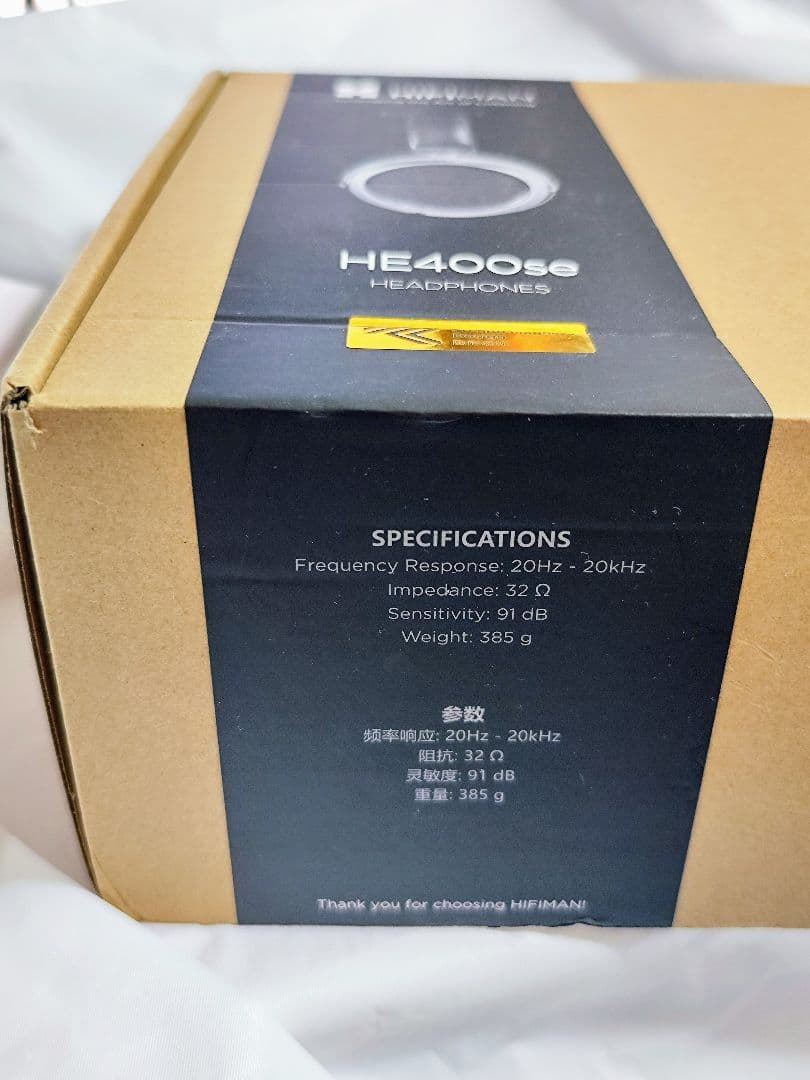 HIFIMAN
HE400se
HEADPHONES
SPECIFICATIONS
Frequency Response: 20Hz - 20kHz
Impedance: 32 Ω
Sensitivity: 91 dB
Weight: 385 g
参数
频率响应: 20Hz - 20kHz
阻抗: 32 Ω
灵敏度: 91 dB
重量: 385 g
Thank you for choosing HIFIMAN!